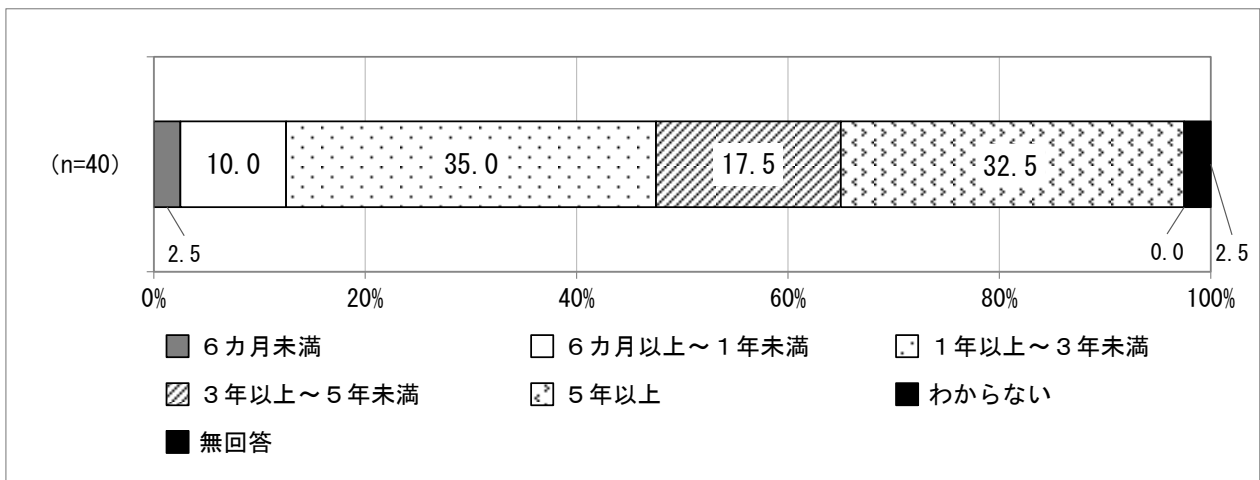 (n=40)
10.0 35.0 17.5 32.5
2.5 0.0 2.5
0% 20% 40% 60% 80% 100%
６カ月未満 ６カ月以上～１年未満 １年以上～３年未満
３年以上～５年未満 ５年以上 わからない
無回答